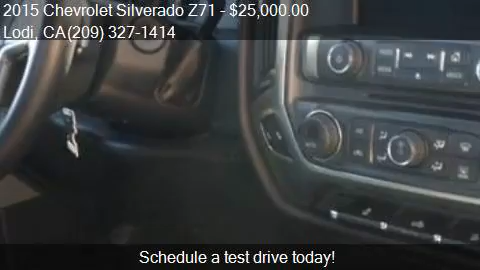 2015 Chevrolet Silverado Z71 - $25,000.00
Lodi, CA(209) 327-1414
Schedule a test drive today!